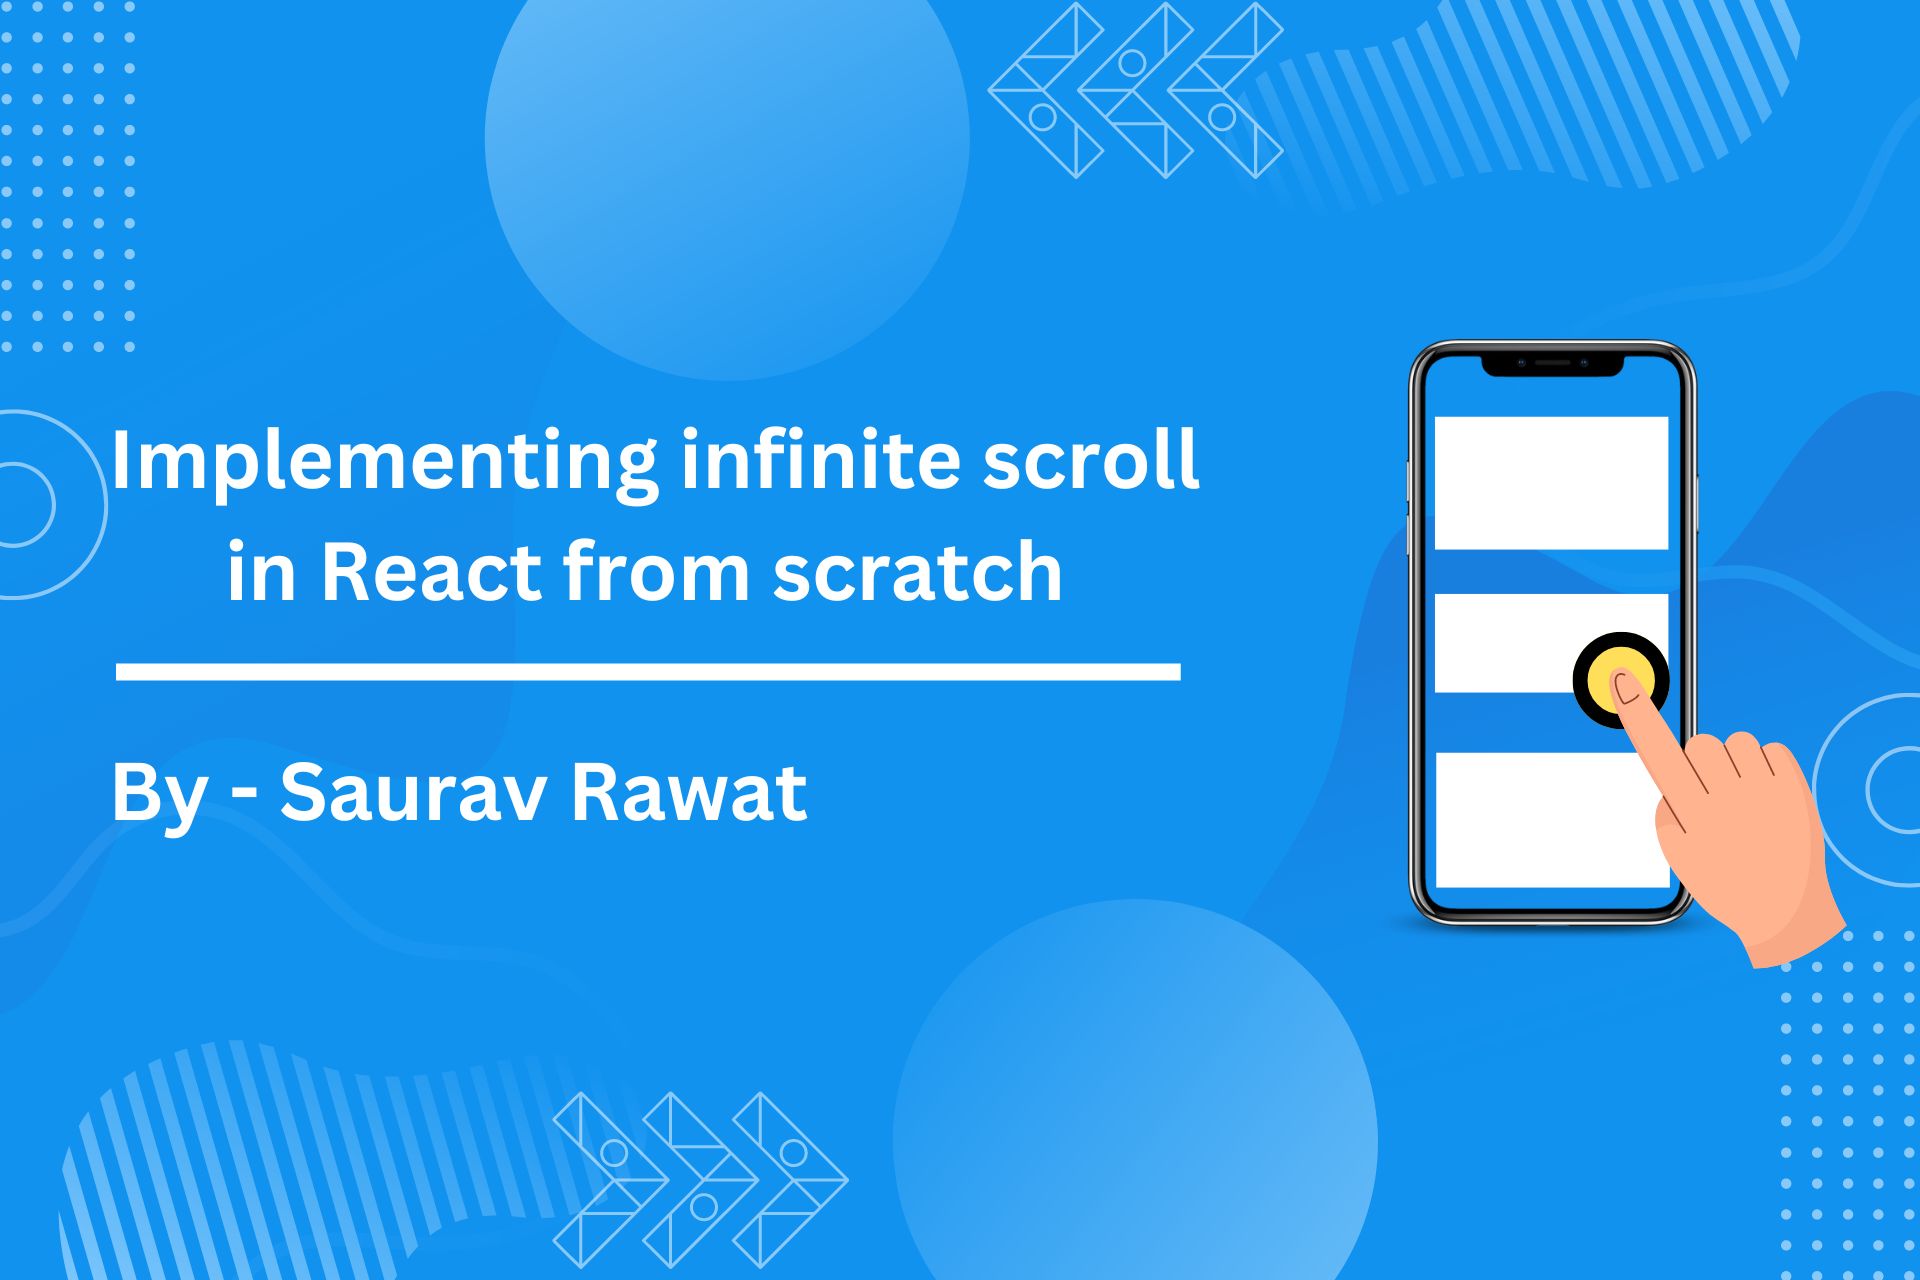 Implementing infinite scroll
in React from scratch
By - Saurav Rawat